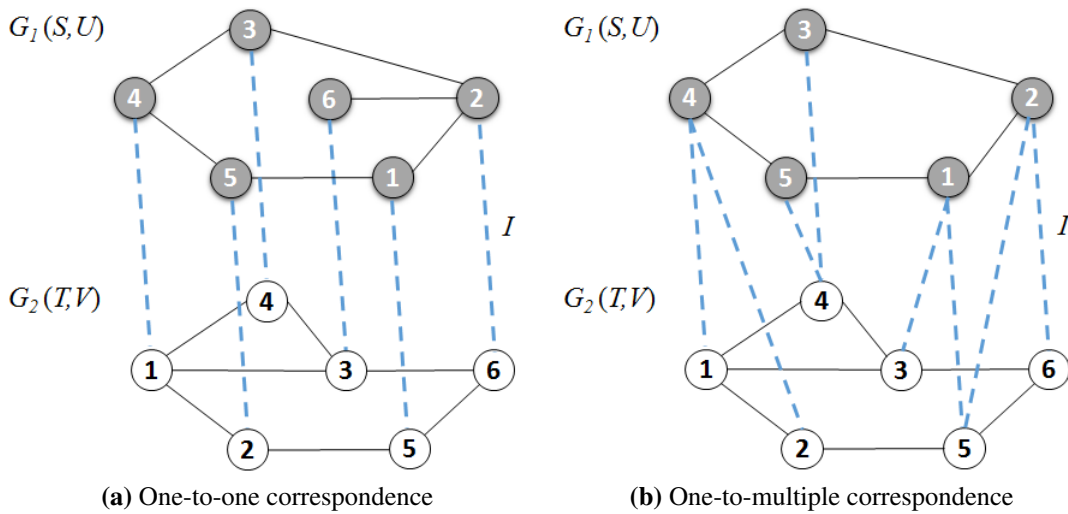 G1(S,U)
3
4
6
2
5
1
I
G2(T,V)
4
1
3
6
2
5
(a) One-to-one correspondence
G1(S,U)
3
4
2
5
1
I
G2(T,V)
4
1
3
6
2
5
(b) One-to-multiple correspondence